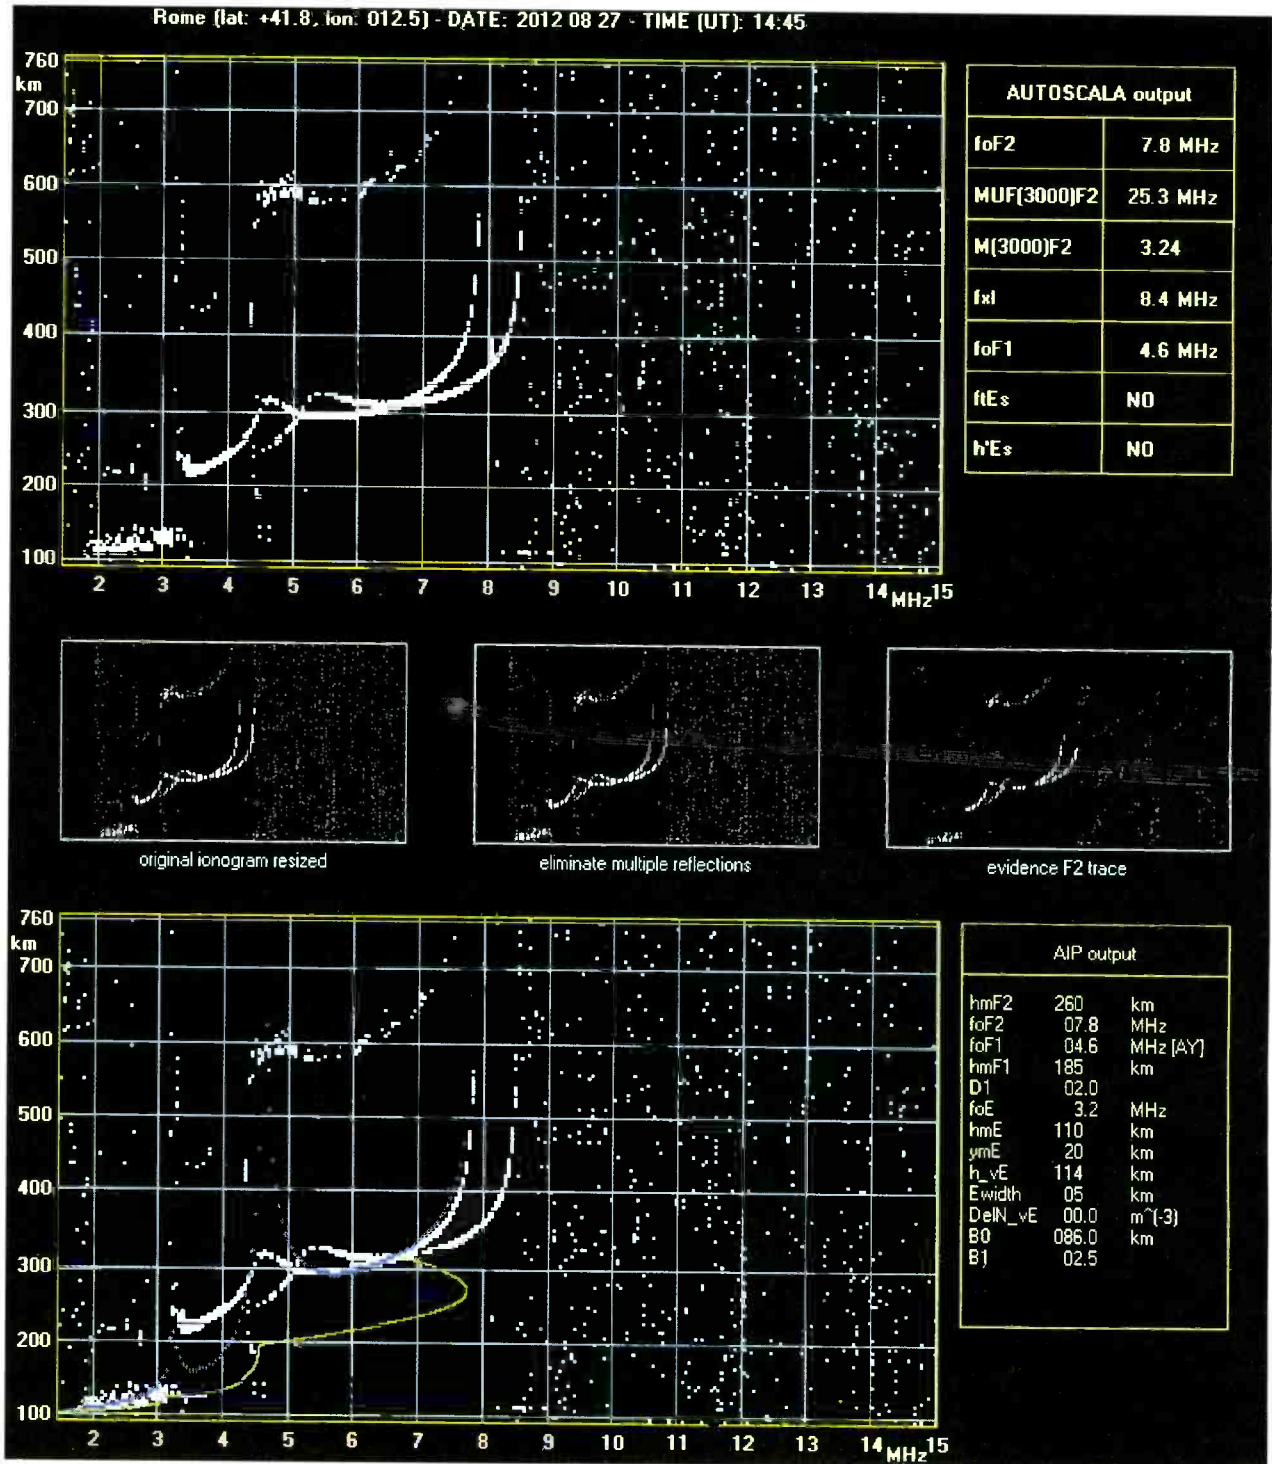 Rome (lat: +41.8, lon: 012.5) - DATE: 2012 08 27 - TIME (UT): 14:45
760
km
700
600
500
400
300
200
100
2 3 4 5 6 7 8 9 10 11 12 13 14 MHz 15
AUTOSCALA output
foF2 7.8 MHz
MUF(3000)F2 25.3 MHz
M(3000)F2 3.24
fxI 8.4 MHz
foF1 4.6 MHz
ftEs NO
h'Es NO
original ionogram resized
eliminate multiple reflections
evidence F2 trace
760
km
700
600
500
400
300
200
100
2 3 4 5 6 7 8 9 10 11 12 13 14 MHz 15
AIP output
hmF2 260 km
foF2 07.8 MHz
foF1 04.6 MHz [AY]
hmF1 185 km
D1 02.0
foE 3.2 MHz
hmE 110 km
ymE 20 km
h_vE 114 km
Ewidth 05 km
DelN_vE 00.0 m^(-3)
B0 086.0 km
B1 02.5